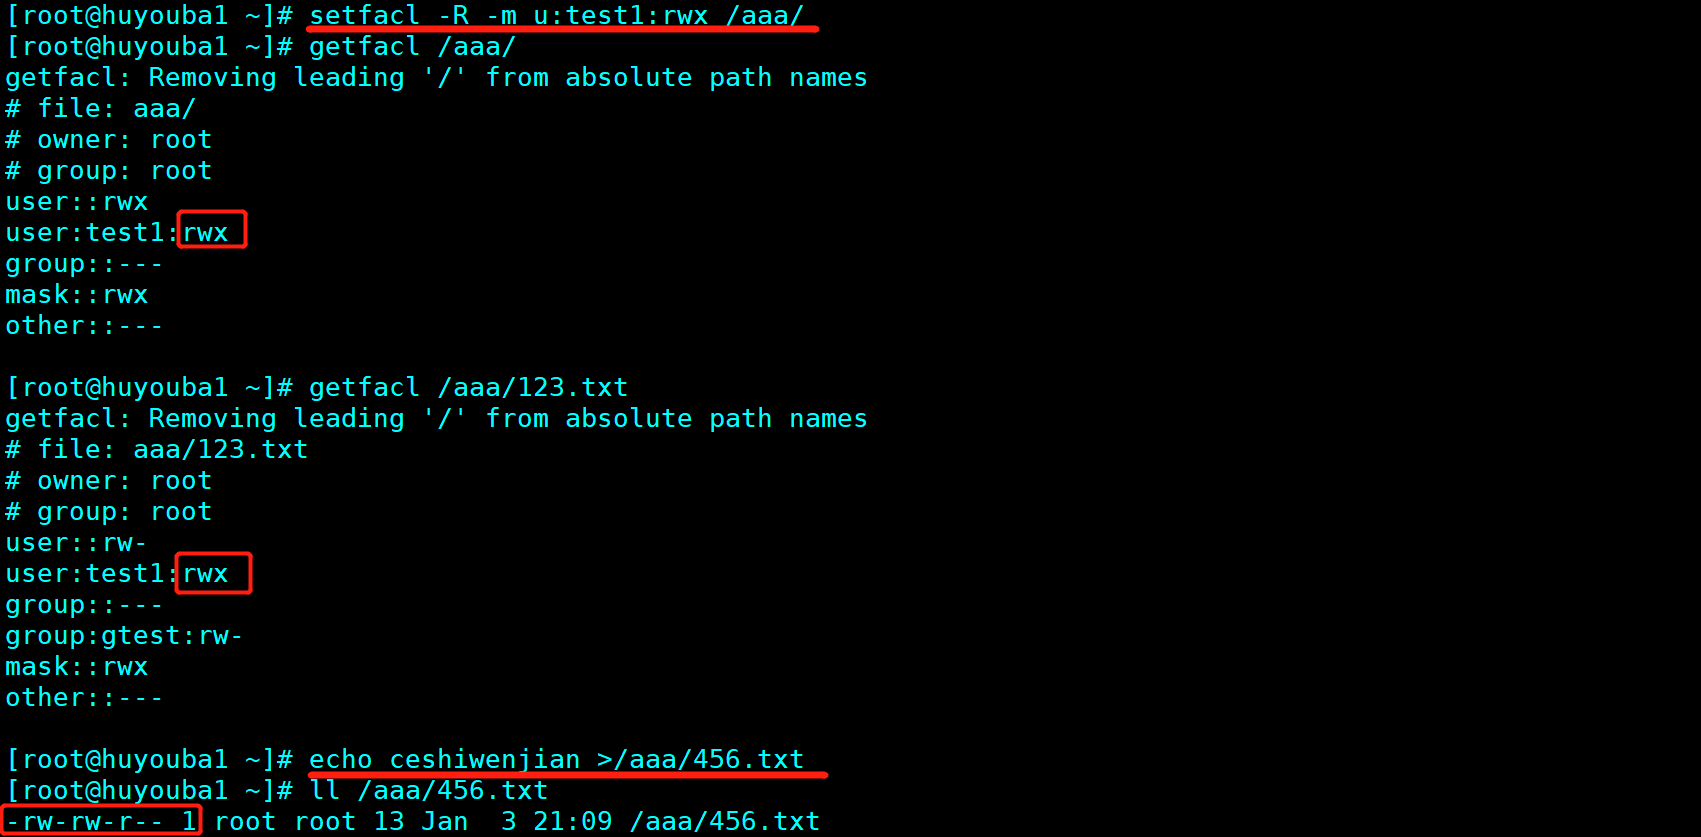 [root@huyouba1 ~]# setfacl -R -m u:test1:rwx /aaa/
[root@huyouba1 ~]# getfacl /aaa/
getfacl: Removing leading '/' from absolute path names
# file: aaa/
# owner: root
# group: root
user::rwx
user:test1:rwx
group::---
mask::rwx
other::---
[root@huyouba1 ~]# getfacl /aaa/123.txt
getfacl: Removing leading '/' from absolute path names
# file: aaa/123.txt
# owner: root
# group: root
user::rw-
user:test1:rwx
group::---
group:gtest:rw-
mask::rwx
other::---
[root@huyouba1 ~]# echo ceshiwenjian >/aaa/456.txt
[root@huyouba1 ~]# ll /aaa/456.txt
-rw-rw-r-- 1 root root 13 Jan  3 21:09 /aaa/456.txt